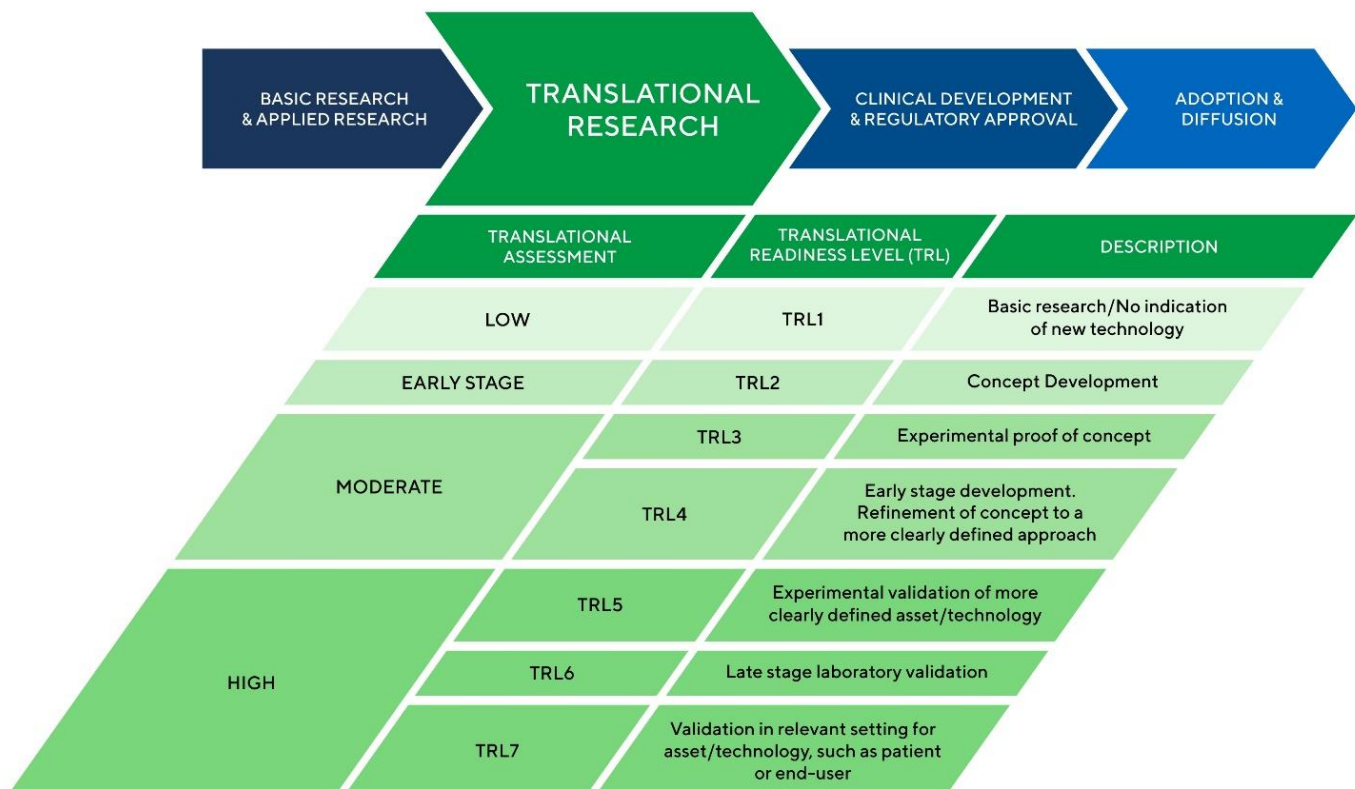 BASIC RESEARCH
& APPLIED RESEARCH
TRANSLATIONAL
RESEARCH
CLINICAL DEVELOPMENT
& REGULATORY APPROVAL
ADOPTION &
DIFFUSION
TRANSLATIONAL
ASSESSMENT
TRANSLATIONAL
READINESS LEVEL (TRL)
DESCRIPTION
LOW
TRL1
Basic research/No indication
of new technology
EARLY STAGE
TRL2
Concept Development
MODERATE
TRL3
Experimental proof of concept
TRL4
Early stage development.
Refinement of concept to a
more clearly defined approach
HIGH
TRL5
Experimental validation of more
clearly defined asset/technology
TRL6
Late stage laboratory validation
TRL7
Validation in relevant setting for
asset/technology, such as patient
or end-user